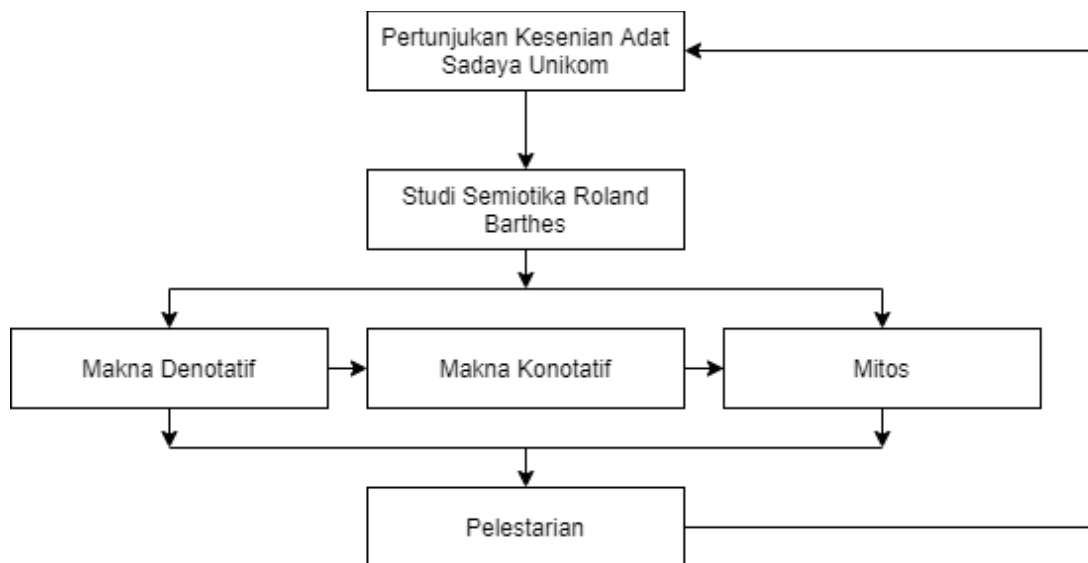 Pertunjukan Kesenian Adat
Sadaya Unikom
Studi Semiotika Roland
Barthes
Makna Denotatif
Makna Konotatif
Mitos
Pelestarian